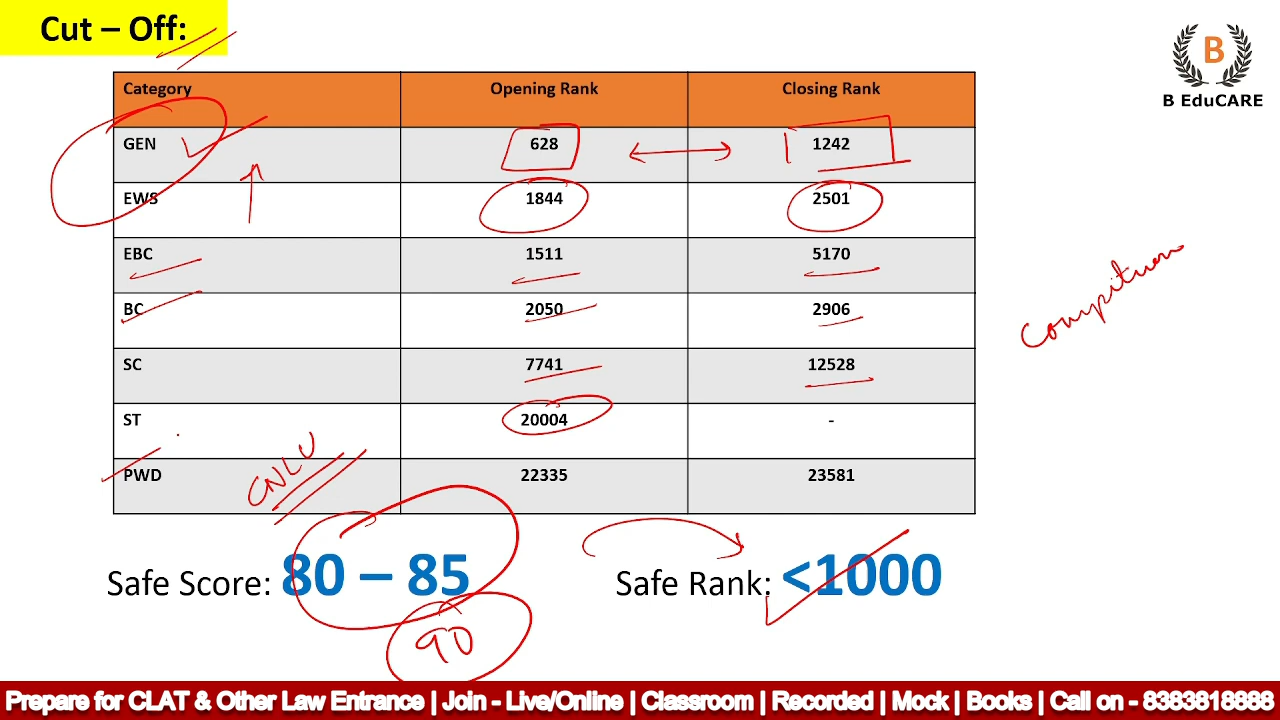 Cut – Off:
B
B EduCARE
Category Opening Rank Closing Rank
GEN 628 1242
EWS 1844 2501
EBC 1511 5170
BC 2050 2906
SC 7741 12528
ST 20004 -
PWD 22335 23581
CNLU
Safe Score: 80 – 85 Safe Rank: <1000
90
Prepare for CLAT & Other Law Entrance | Join - Live/Online | Classroom | Recorded | Mock | Books | Call on - 8383818888